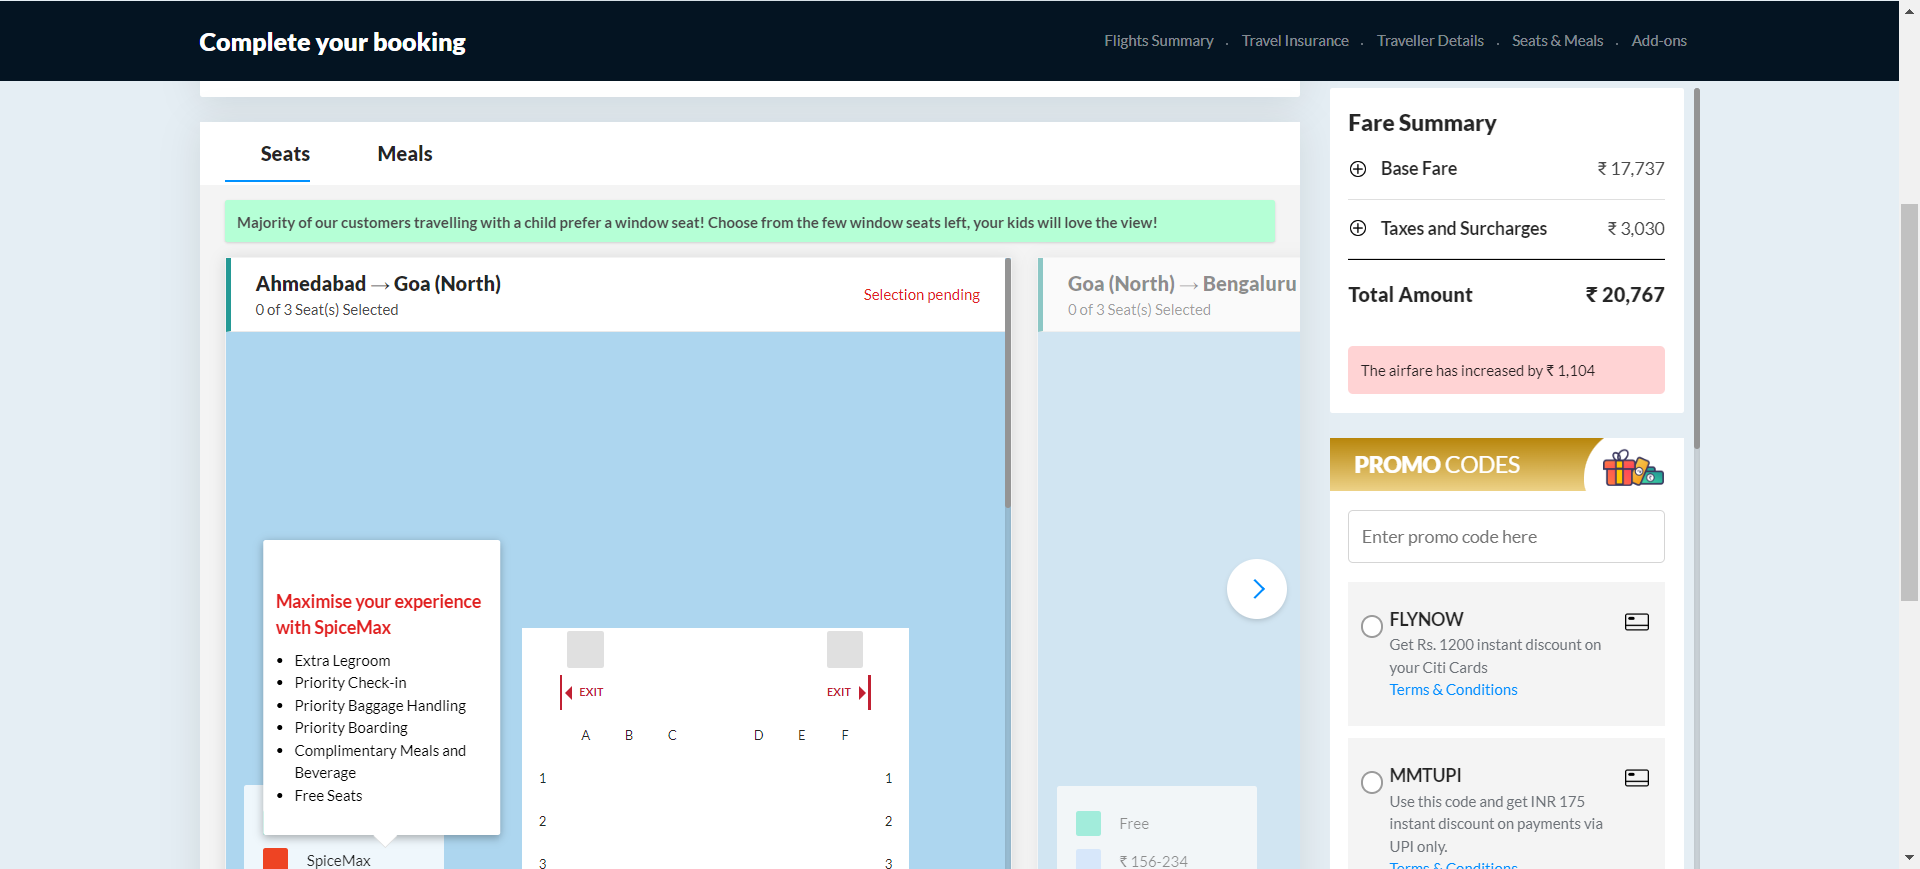 Complete your booking
Flights Summary . Travel Insurance . Traveller Details . Seats & Meals . Add-ons
Seats
Meals
Majority of our customers travelling with a child prefer a window seat! Choose from the few window seats left, your kids will love the view!
Ahmedabad → Goa (North)
0 of 3 Seat(s) Selected
Selection pending
Maximise your experience
with SpiceMax
• Extra Legroom
• Priority Check-in
• Priority Baggage Handling
• Priority Boarding
• Complimentary Meals and
Beverage
• Free Seats
SpiceMax
EXIT EXIT
A B C D E F
1 1
2 2
3 3
Goa (North) → Bengaluru
0 of 3 Seat(s) Selected
Free
₹ 156-234
Fare Summary
Base Fare ₹ 17,737
Taxes and Surcharges ₹ 3,030
Total Amount ₹ 20,767
The airfare has increased by ₹ 1,104
PROMO CODES
Enter promo code here
FLYNOW
Get Rs. 1200 instant discount on
your Citi Cards
Terms & Conditions
MMTUPI
Use this code and get INR 175
instant discount on payments via
UPI only.
Terms & Conditions